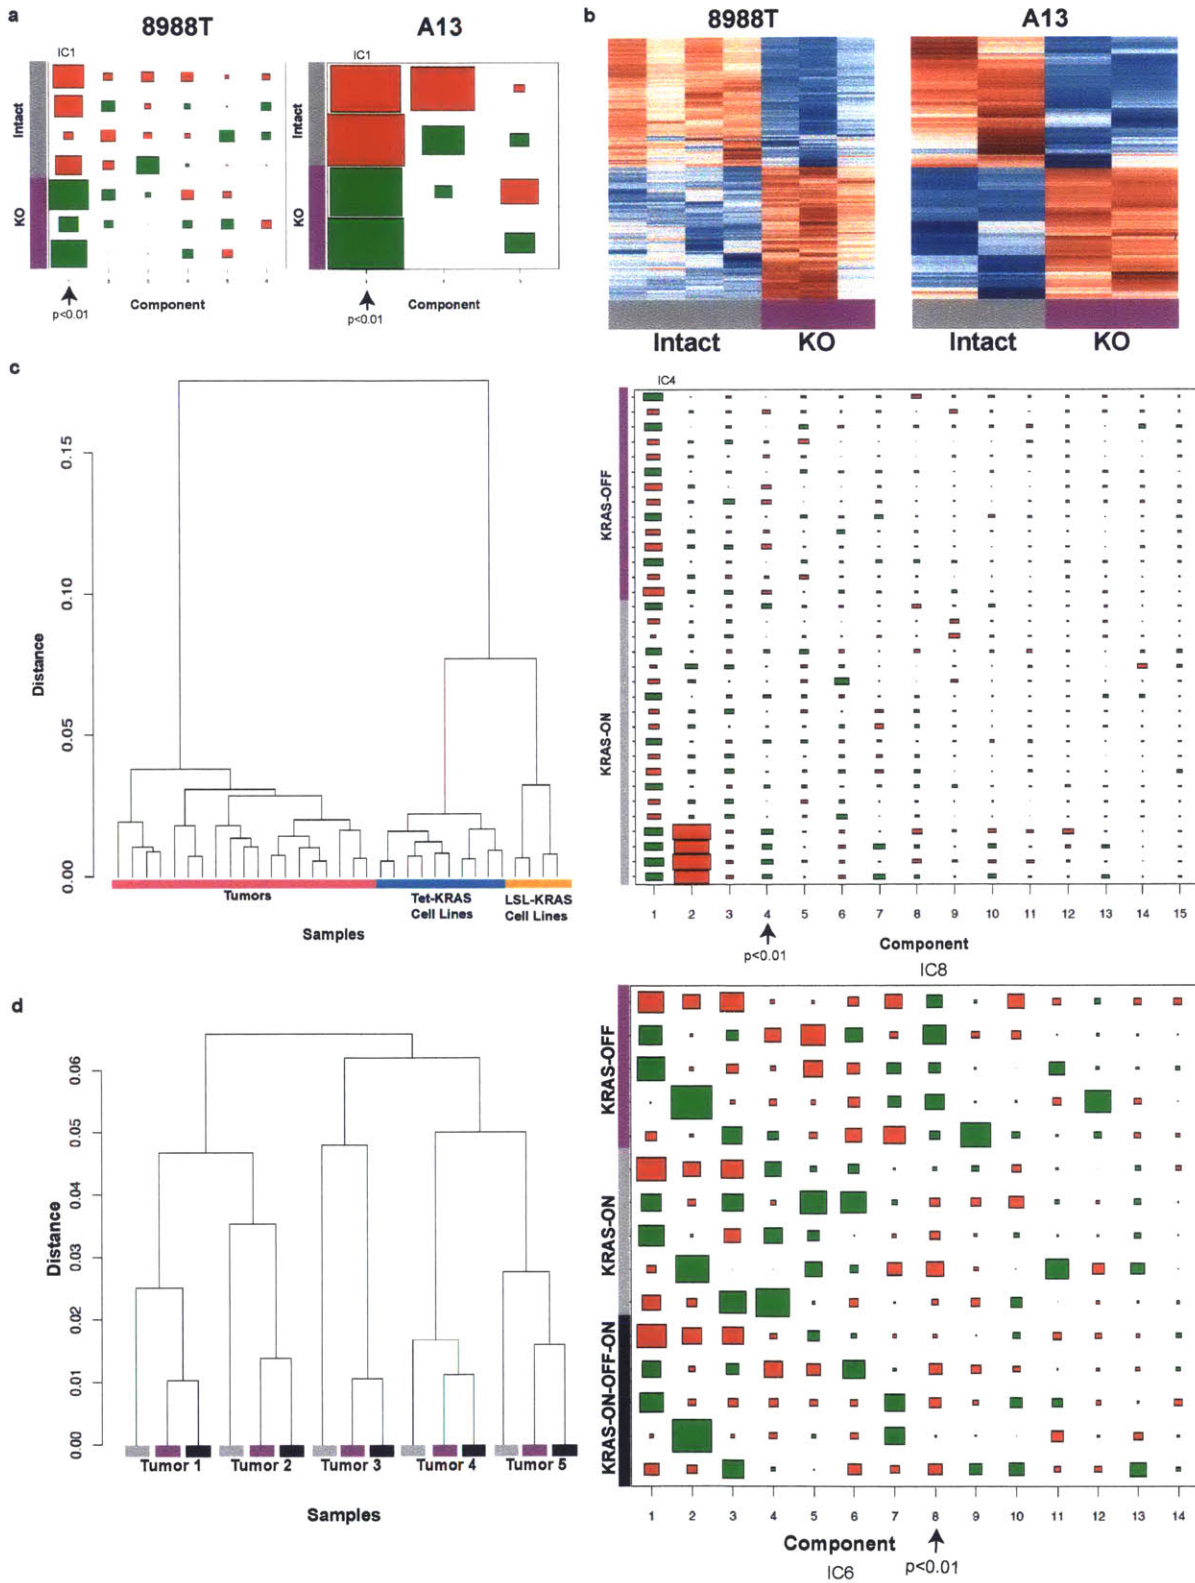 a
8988T
A13
IC1
IC1
Intact
KO
Intact
KO
Component
Component
p<0.01
p<0.01
b
8988T
A13
Intact
KO
Intact
KO
c
0.15
0.10
0.05
0.00
Distance
Tumors
Tet-KRAS
Cell Lines
LSL-KRAS
Cell Lines
Samples
IC4
KRAS-OFF
KRAS-ON
1 2 3 4 5 6 7 8 9 10 11 12 13 14 15
Component
p<0.01
IC8
d
0.06
0.05
0.04
0.03
0.02
0.01
0.00
Distance
Tumor 1 Tumor 2 Tumor 3 Tumor 4 Tumor 5
Samples
KRAS-OFF
KRAS-ON
KRAS-ON-OFF-ON
1 2 3 4 5 6 7 8 9 10 11 12 13 14
Component
p<0.01
IC6